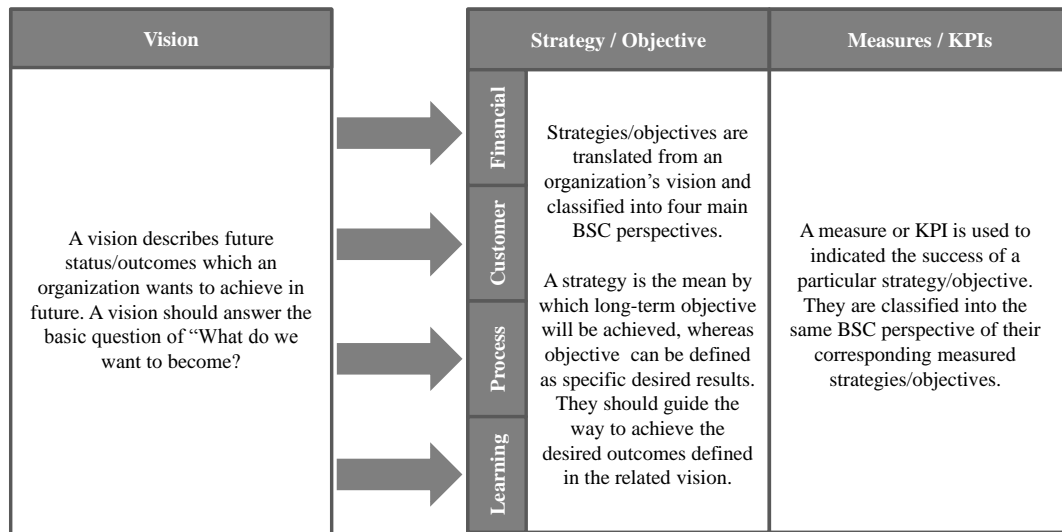 Vision
A vision describes future
status/outcomes which an
organization wants to achieve in
future. A vision should answer the
basic question of “What do we
want to become?
Strategy / Objective
Measures / KPIs
Financial
Customer
Process
Learning
Strategies/objectives are
translated from an
organization’s vision and
classified into four main
BSC perspectives.
A strategy is the mean by
which long-term objective
will be achieved, whereas
objective can be defined
as specific desired results.
They should guide the
way to achieve the
desired outcomes defined
in the related vision.
A measure or KPI is used to
indicated the success of a
particular strategy/objective.
They are classified into the
same BSC perspective of their
corresponding measured
strategies/objectives.